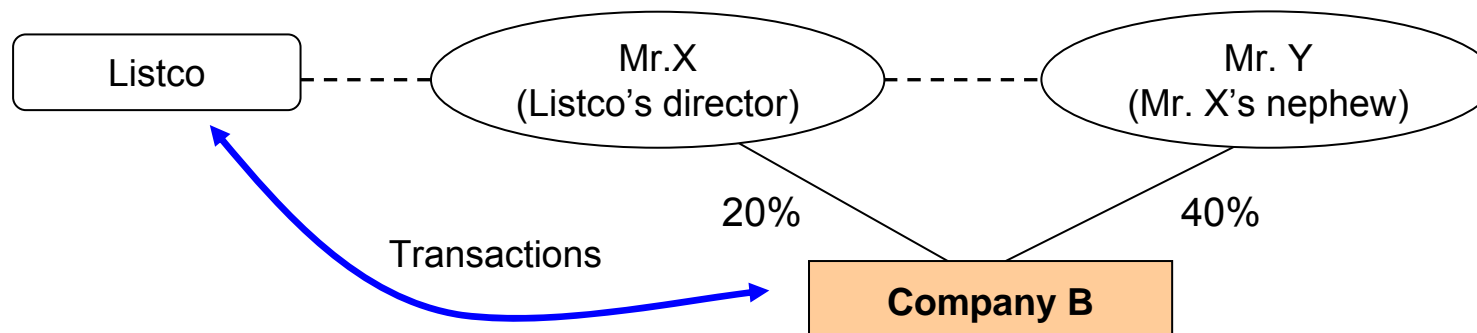 Listco
Mr.X
(Listco's director)
Mr. Y
(Mr. X's nephew)
20%
40%
Transactions
Company B